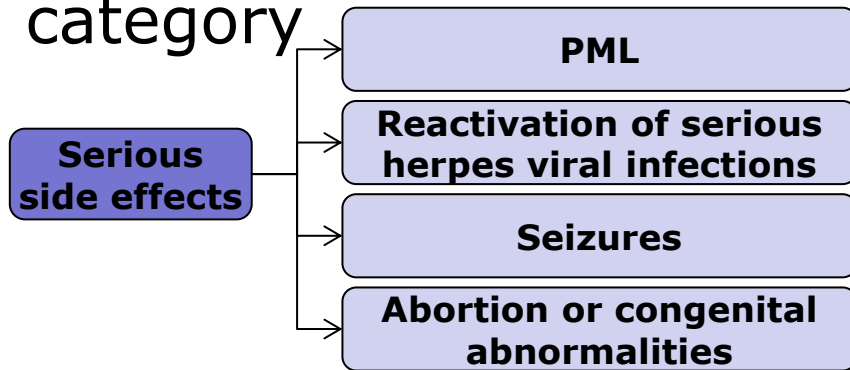 category
Serious
side effects
PML
Reactivation of serious
herpes viral infections
Seizures
Abortion or congenital
abnormalities